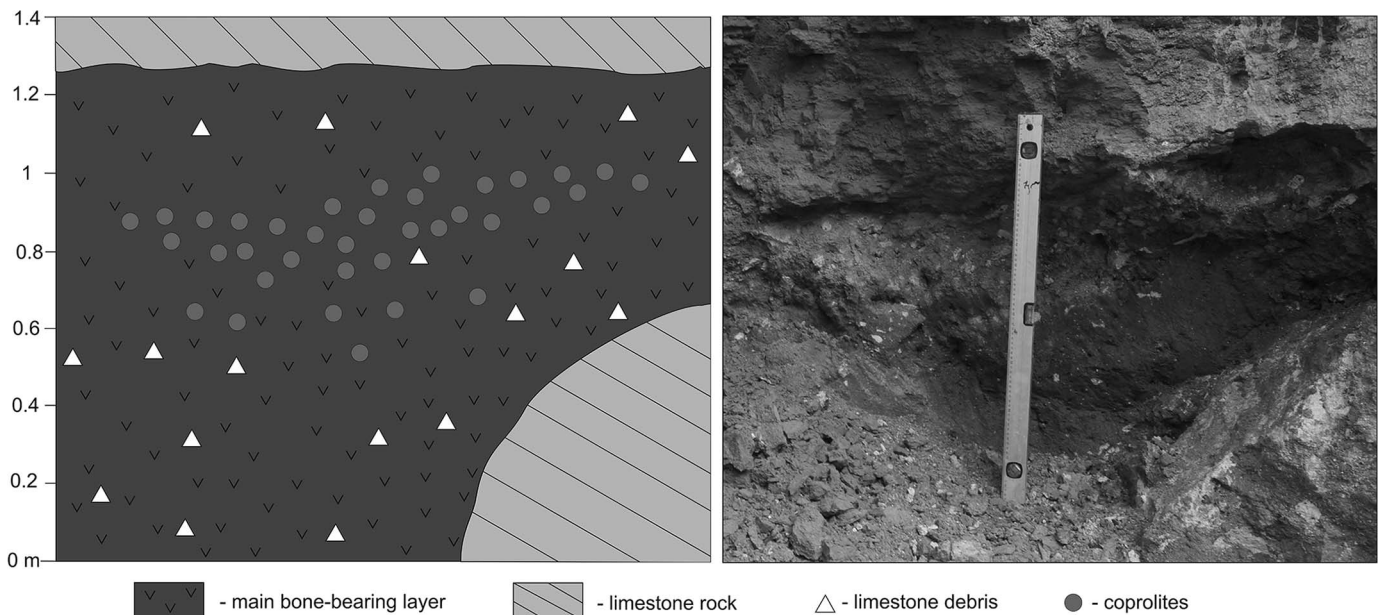 1.4
1.2
1
0.8
0.6
0.4
0.2
0 m
- main bone-bearing layer
- limestone rock
- limestone debris
- coprolites